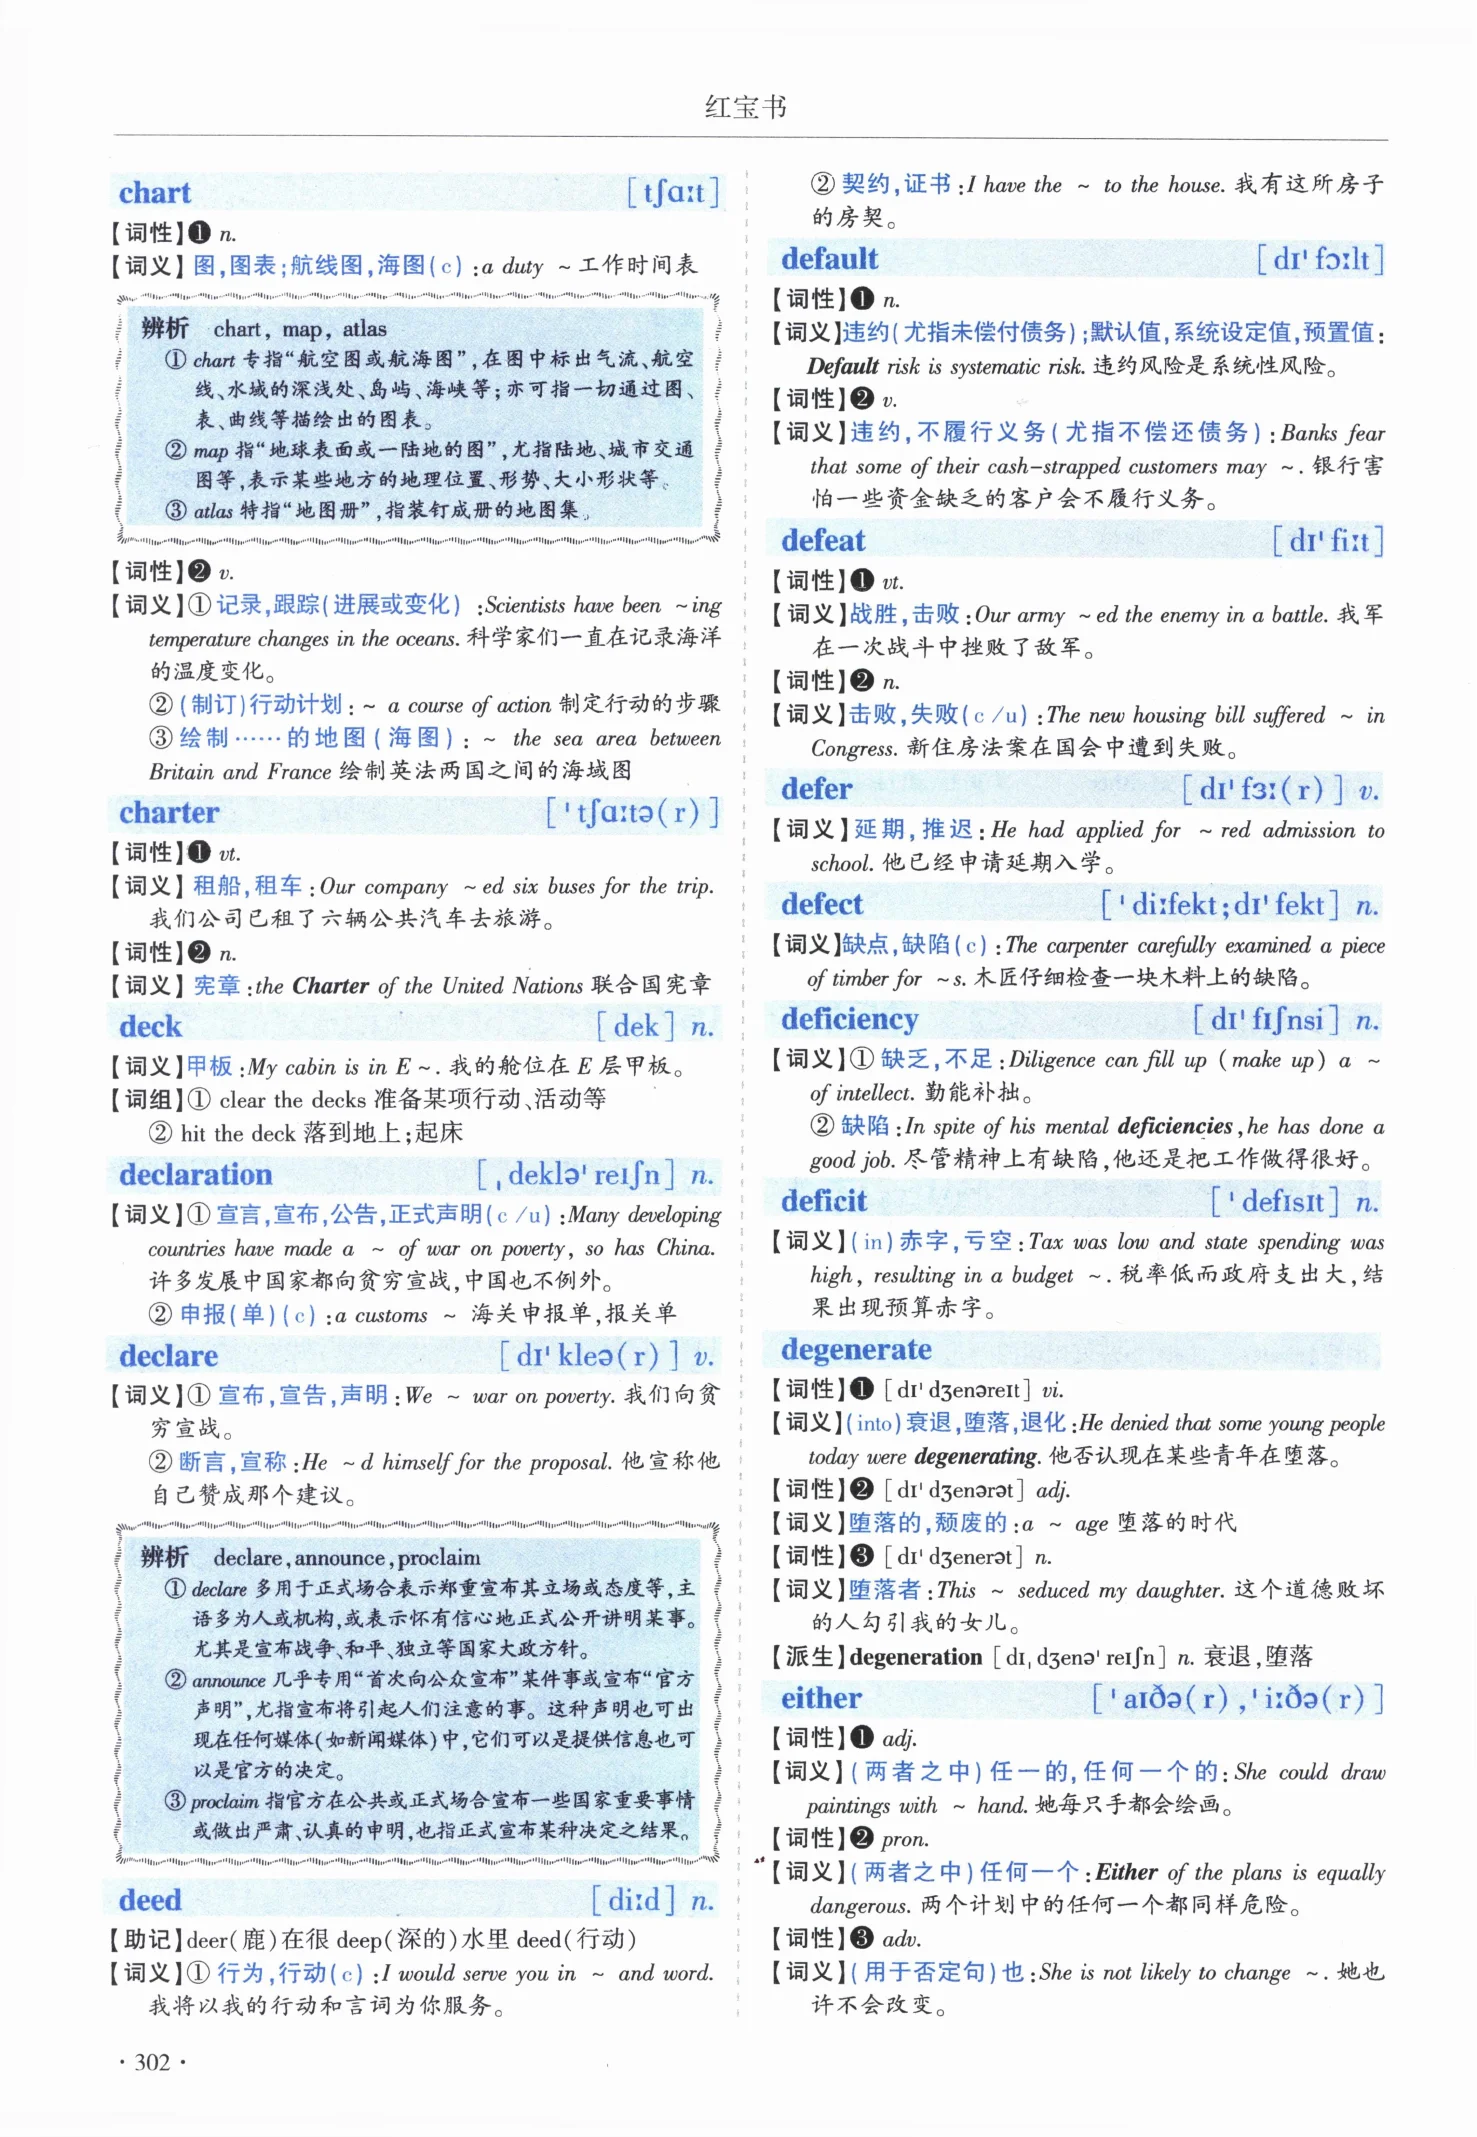 红宝书
chart [tʃɑːt]
【词性】❶ n.
【词义】图,图表;航线图,海图(c):a duty ~工作时间表
辨析 chart, map, atlas
① chart 专指“航空图或航海图”,在图中标出气流、航空
线、水域的深浅处、岛屿、海峡等;亦可指一切通过图、
表、曲线等描绘出的图表。
② map 指“地球表面或一陆地的图”,尤指陆地、城市交通
图等,表示某些地方的地理位置、形势、大小形状等。
③ atlas 特指“地图册”,指装钉成册的地图集。
【词性】❷ v.
【词义】①记录,跟踪(进展或变化):Scientists have been ~ing
temperature changes in the oceans. 科学家们一直在记录海洋
的温度变化。
②(制订)行动计划:~ a course of action 制定行动的步骤
③绘制……的地图(海图):~ the sea area between
Britain and France 绘制英法两国之间的海域图
charter [ˈtʃɑːtə(r)]
【词性】❶ vt.
【词义】租船,租车:Our company ~ed six buses for the trip.
我们公司已租了六辆公共汽车去旅游。
【词性】❷ n.
【词义】宪章:the Charter of the United Nations 联合国宪章
deck [dek] n.
【词义】甲板:My cabin is in E ~. 我的舱位在 E 层甲板。
【词组】① clear the decks 准备某项行动、活动等
② hit the deck 落到地上;起床
declaration [ˌdekləˈreɪʃn] n.
【词义】①宣言,宣布,公告,正式声明(c/u):Many developing
countries have made a ~ of war on poverty, so has China.
许多发展中国家都向贫穷宣战,中国也不例外。
②申报(单)(c):a customs ~ 海关申报单,报关单
declare [dɪˈkleə(r)] v.
【词义】①宣布,宣告,声明:We ~ war on poverty. 我们向贫
穷宣战。
②断言,宣称:He ~d himself for the proposal. 他宣称他
自己赞成那个建议。
辨析 declare,announce,proclaim
① declare 多用于正式场合表示郑重宣布其立场或态度等,主
语多为人或机构,或表示怀有信心地正式公开讲明某事。
尤其是宣布战争、和平、独立等国家大政方针。
② announce 几乎专用“首次向公众宣布”某件事或宣布“官方
声明”,尤指宣布将引起人们注意的事。这种声明也可出
现在任何媒体(如新闻媒体)中,它们可以是提供信息也可
以是官方的决定。
③ proclaim 指官方在公共或正式场合宣布一些国家重要事情
或做出严肃、认真的申明,也指正式宣布某种决定之结果。
deed [diːd] n.
【助记】deer(鹿)在很 deep(深的)水里 deed(行动)
【词义】①行为,行动(c):I would serve you in ~ and word.
我将以我的行动和言词为你服务。
②契约,证书:I have the ~ to the house. 我有这所房子
的房契。
default [dɪˈfɔːlt]
【词性】❶ n.
【词义】违约(尤指未偿付债务);默认值,系统设定值,预置值:
Default risk is systematic risk. 违约风险是系统性风险。
【词性】❷ v.
【词义】违约,不履行义务(尤指不偿还债务):Banks fear
that some of their cash-strapped customers may ~. 银行害
怕一些资金缺乏的客户会不履行义务。
defeat [dɪˈfiːt]
【词性】❶ vt.
【词义】战胜,击败:Our army ~ed the enemy in a battle. 我军
在一次战斗中挫败了敌军。
【词性】❷ n.
【词义】击败,失败(c/u):The new housing bill suffered ~ in
Congress. 新住房法案在国会中遭到失败。
defer [dɪˈfɜː(r)] v.
【词义】延期,推迟:He had applied for ~ red admission to
school. 他已经申请延期入学。
defect [ˈdiːfekt;dɪˈfekt] n.
【词义】缺点,缺陷(c):The carpenter carefully examined a piece
of timber for ~s. 木匠仔细检查一块木料上的缺陷。
deficiency [dɪˈfɪʃnsi] n.
【词义】①缺乏,不足:Diligence can fill up (make up) a ~
of intellect. 勤能补拙。
②缺陷:In spite of his mental deficiencies,he has done a
good job. 尽管精神上有缺陷,他还是把工作做得很好。
deficit [ˈdefɪsɪt] n.
【词义】(in)赤字,亏空:Tax was low and state spending was
high, resulting in a budget ~. 税率低而政府支出大,结
果出现预算赤字。
degenerate
【词性】❶ [dɪˈdʒenəreɪt] vi.
【词义】(into)衰退,堕落,退化:He denied that some young people
today were degenerating. 他否认现在某些青年在堕落。
【词性】❷ [dɪˈdʒenərət] adj.
【词义】堕落的,颓废的:a ~ age 堕落的时代
【词性】❸ [dɪˈdʒenerət] n.
【词义】堕落者:This ~ seduced my daughter. 这个道德败坏
的人勾引我的女儿。
【派生】degeneration [dɪˌdʒenəˈreɪʃn] n. 衰退,堕落
either [ˈaɪðə(r),ˈiːðə(r)]
【词性】❶ adj.
【词义】(两者之中)任一的,任何一个的:She could draw
paintings with ~ hand. 她每只手都会绘画。
【词性】❷ pron.
【词义】(两者之中)任何一个:Either of the plans is equally
dangerous. 两个计划中的任何一个都同样危险。
【词性】❸ adv.
【词义】(用于否定句)也:She is not likely to change ~. 她也
许不会改变。
· 302 ·